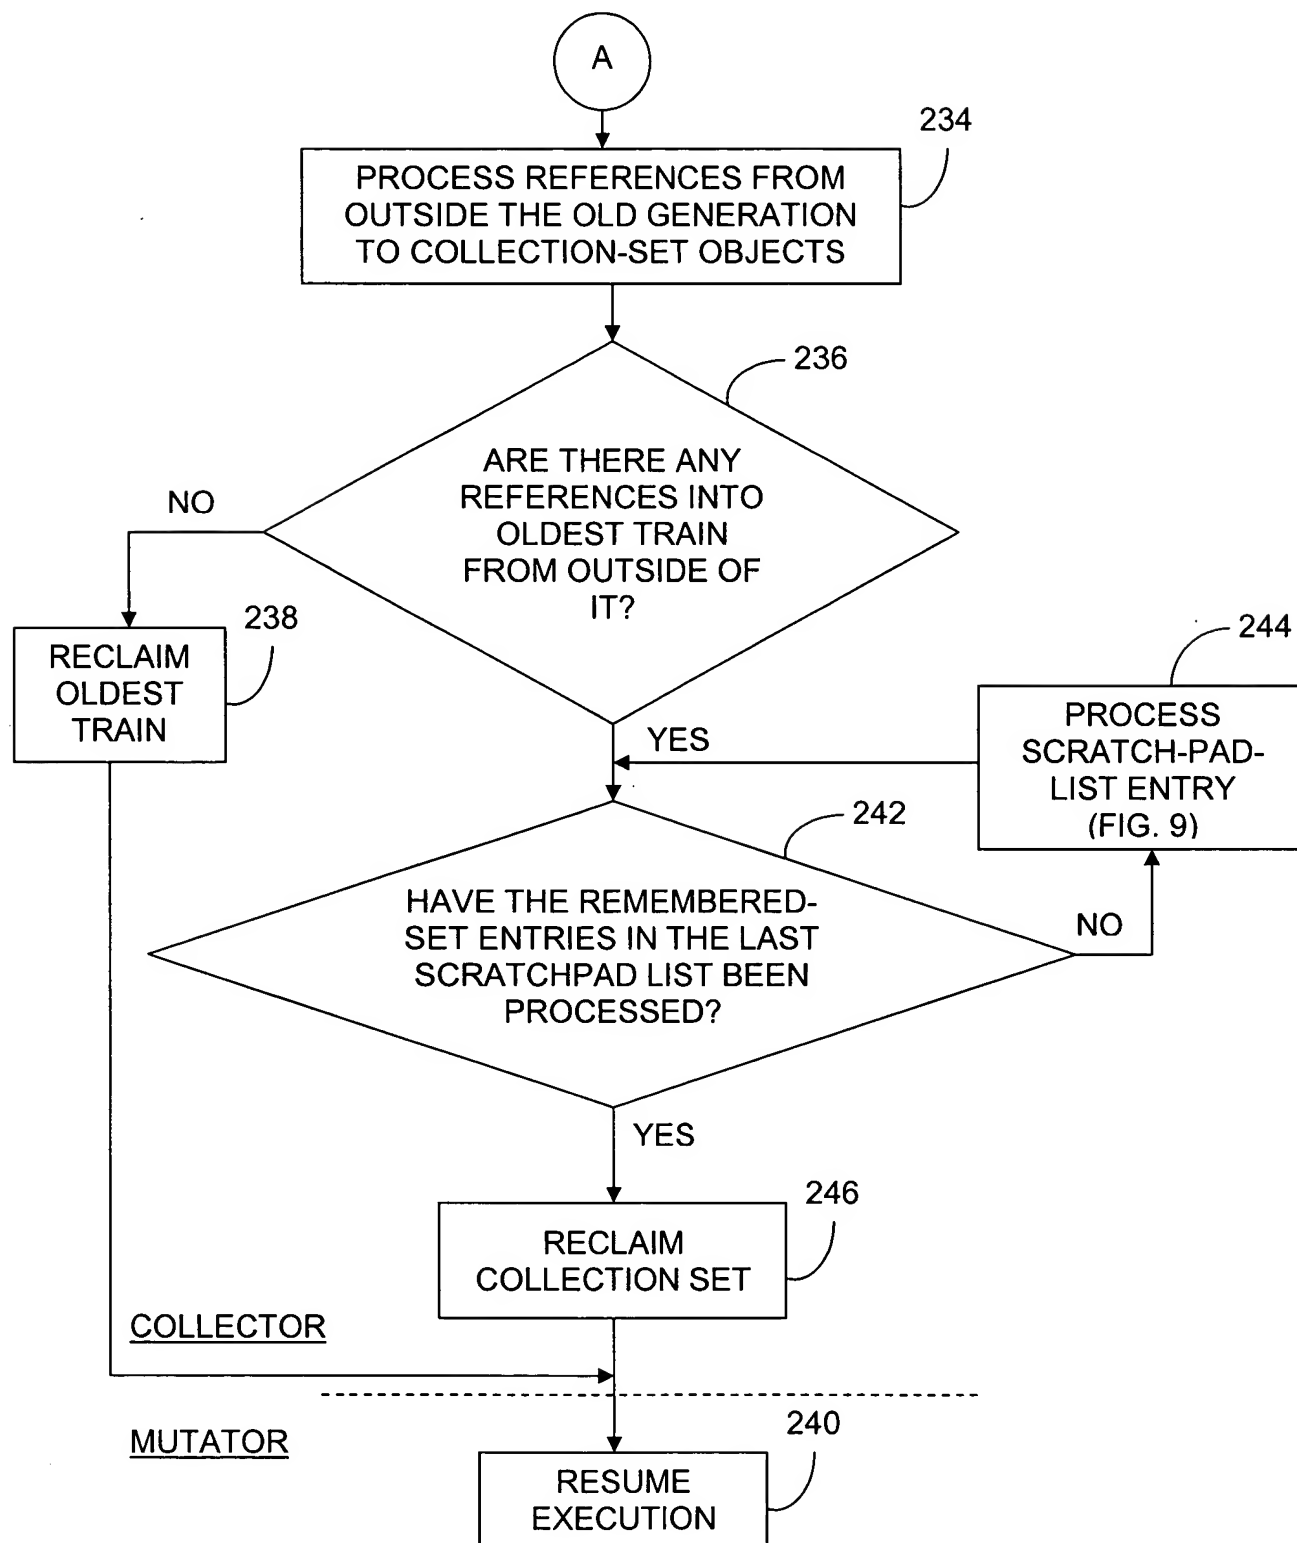 A
234
PROCESS REFERENCES FROM
OUTSIDE THE OLD GENERATION
TO COLLECTION-SET OBJECTS
236
ARE THERE ANY
REFERENCES INTO
OLDEST TRAIN
FROM OUTSIDE OF
IT?
NO
238
RECLAIM
OLDEST
TRAIN
YES
244
PROCESS
SCRATCH-PAD-
LIST ENTRY
(FIG. 9)
242
HAVE THE REMEMBERED-
SET ENTRIES IN THE LAST
SCRATCHPAD LIST BEEN
PROCESSED?
NO
YES
246
RECLAIM
COLLECTION SET
COLLECTOR
MUTATOR
240
RESUME
EXECUTION